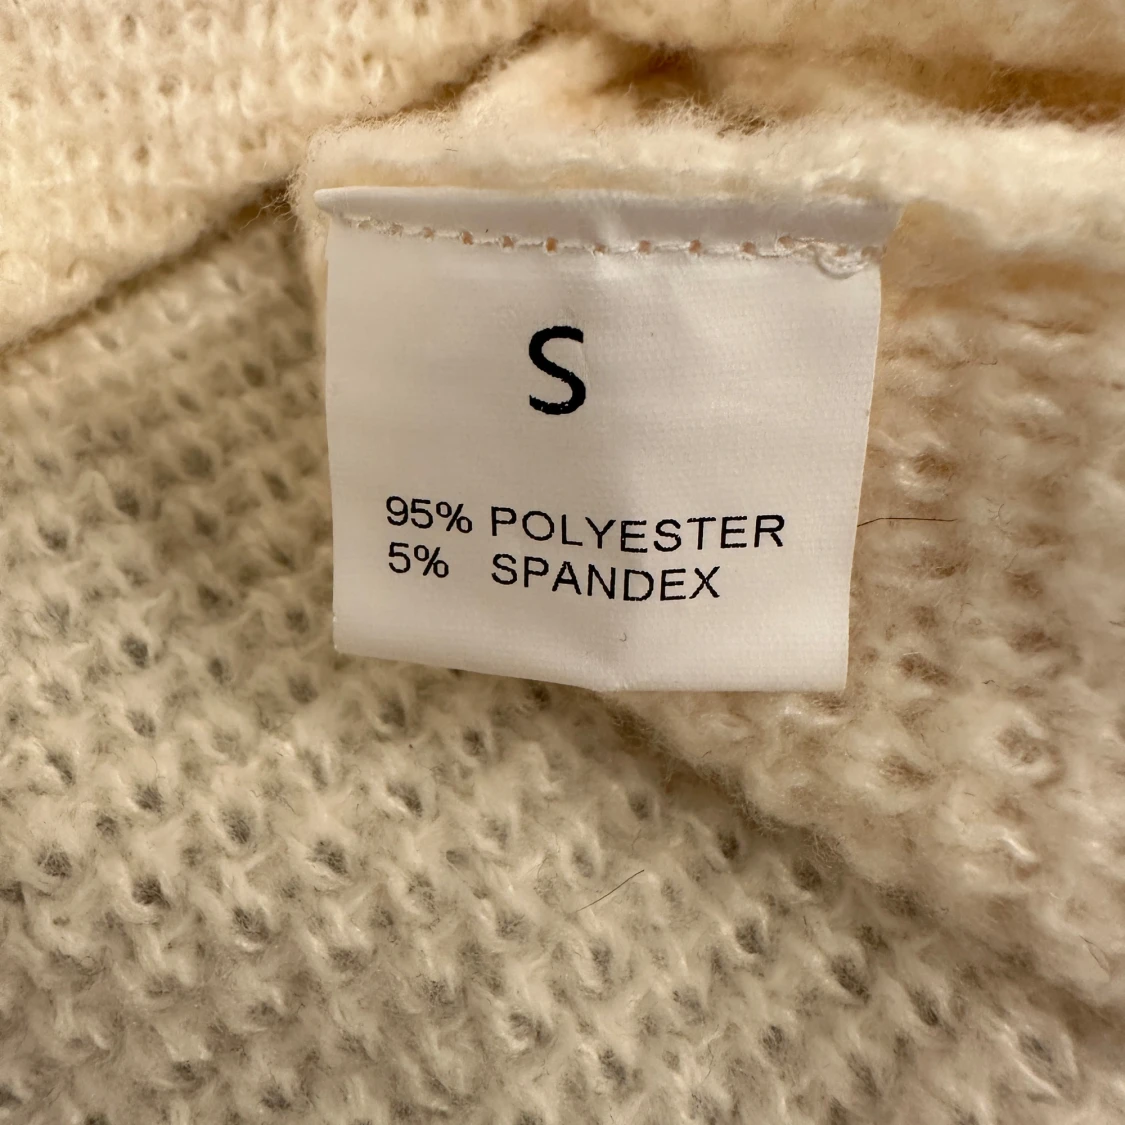 S
95% POLYESTER
5% SPANDEX